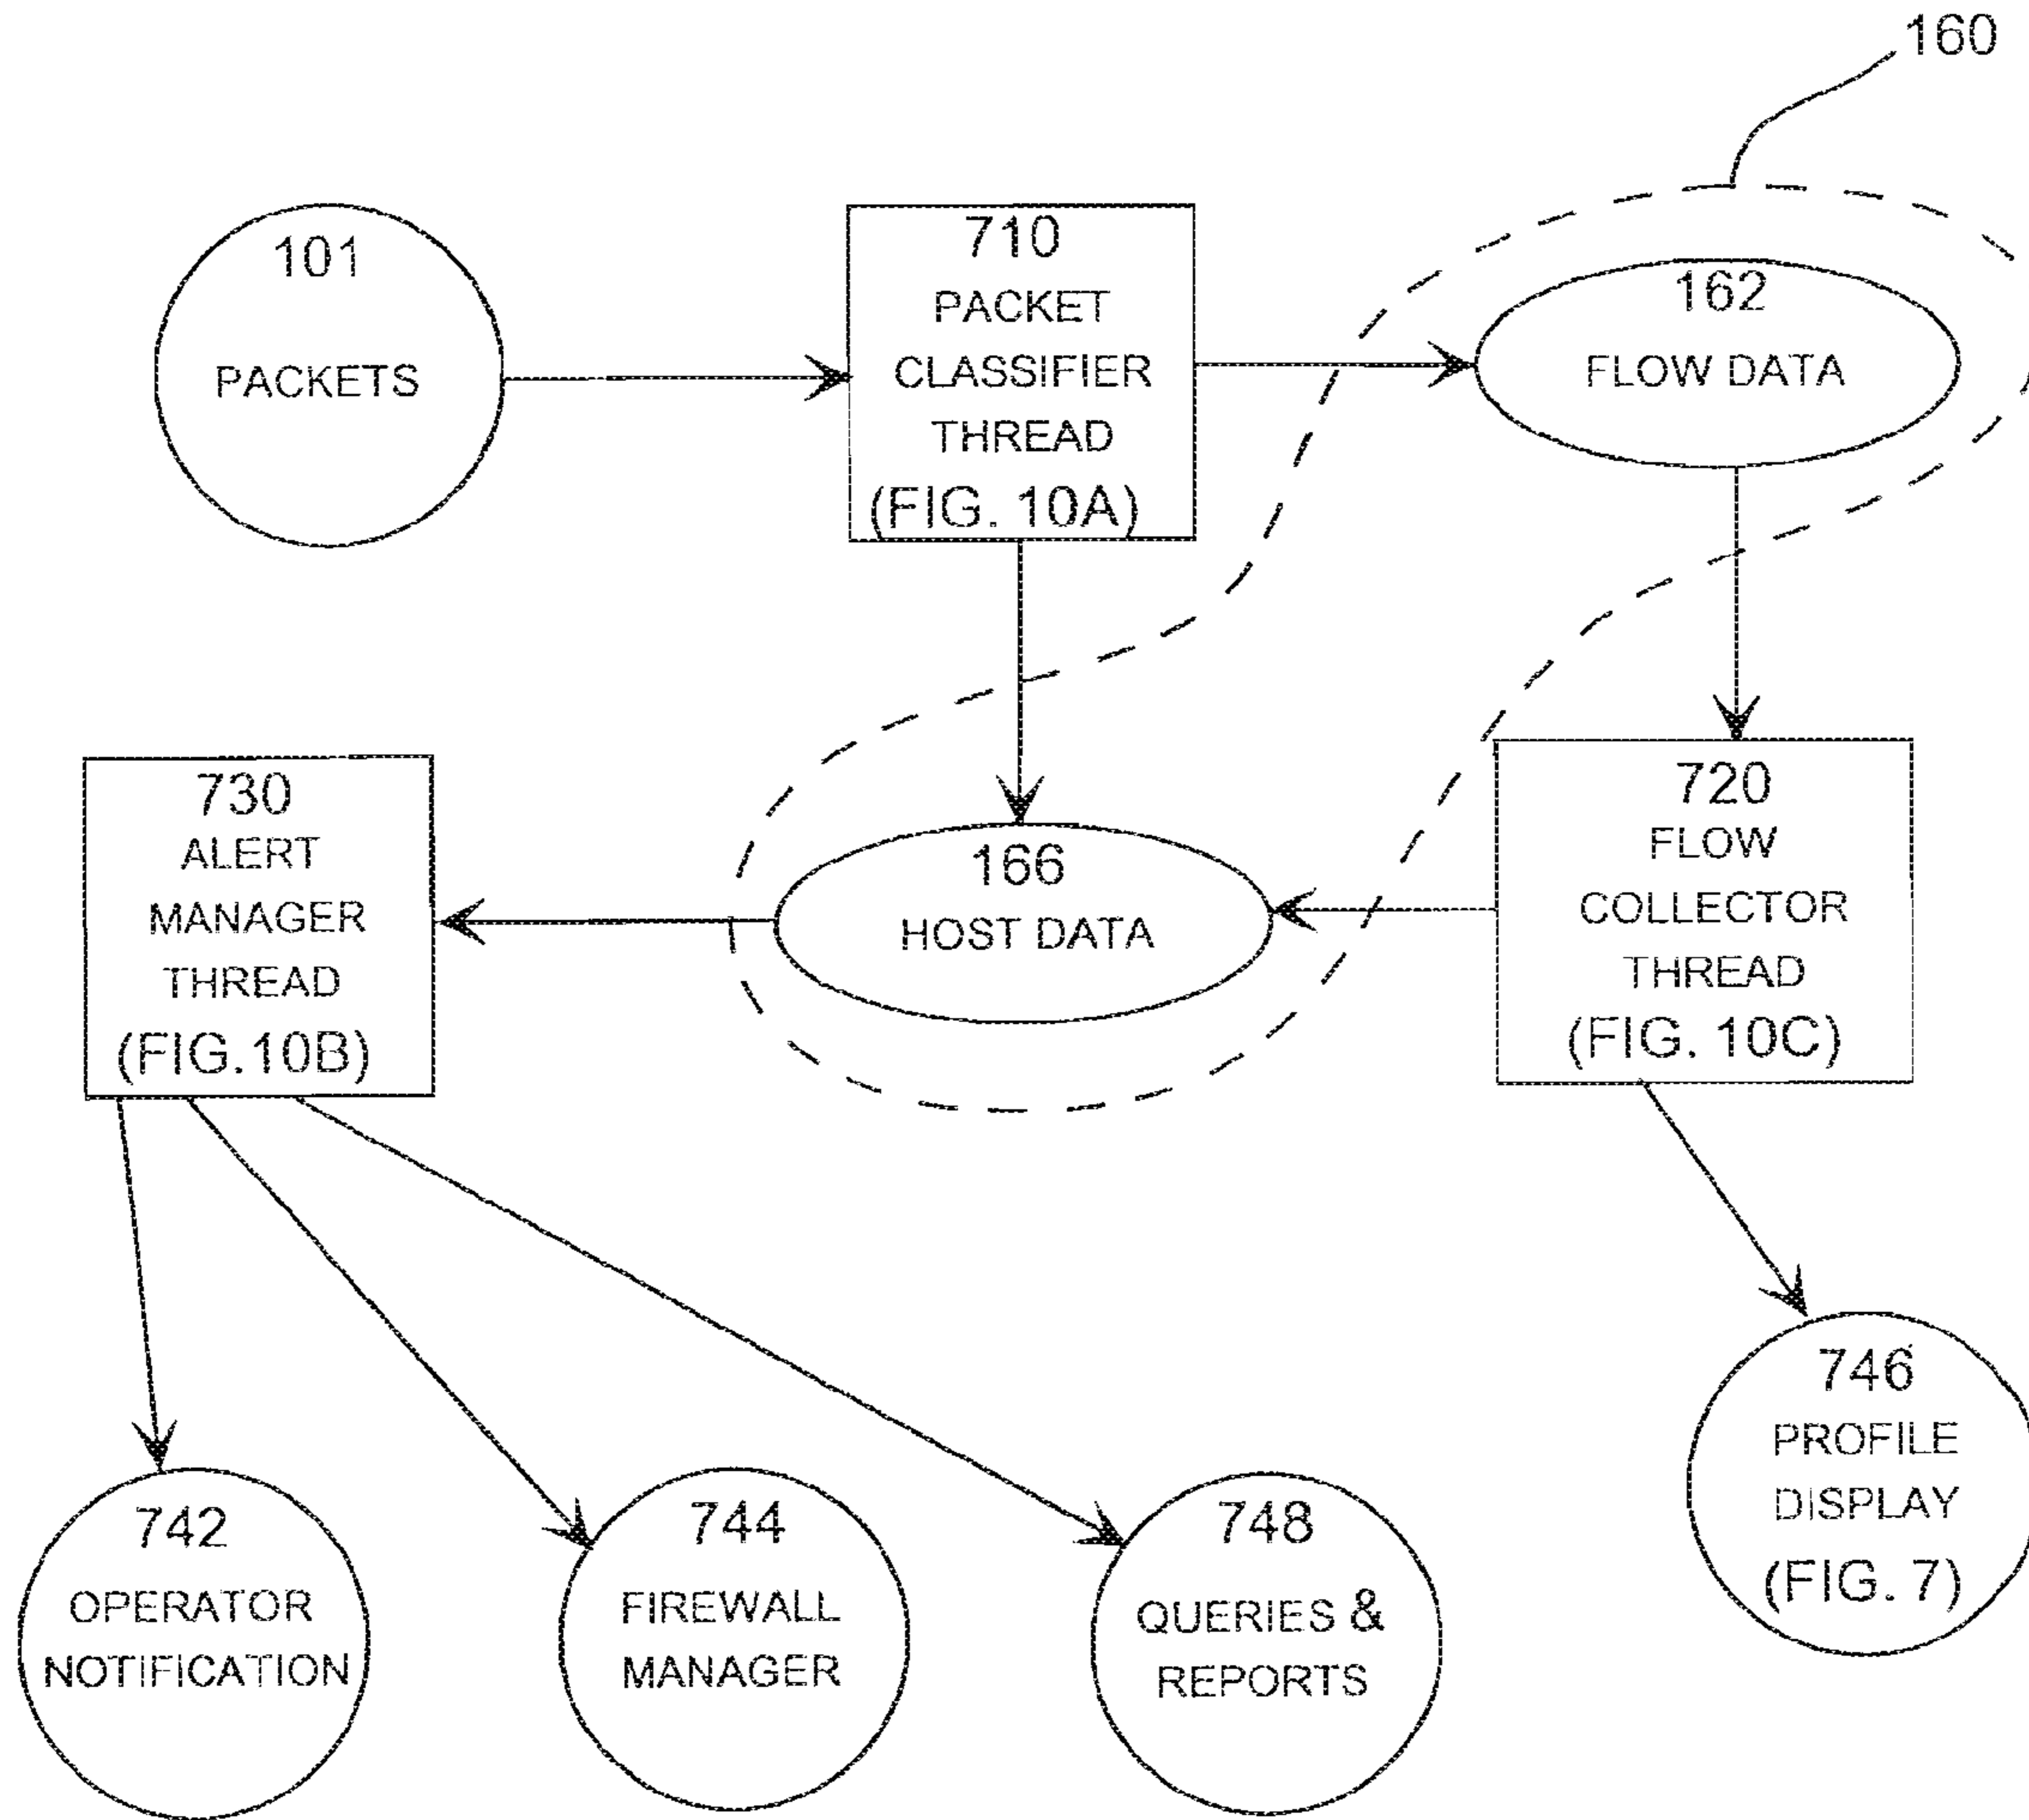 160
101
PACKETS
710
PACKET
CLASSIFIER
THREAD
(FIG. 10A)
162
FLOW DATA
730
ALERT
MANAGER
THREAD
(FIG.10B)
166
HOST DATA
720
FLOW
COLLECTOR
THREAD
(FIG. 10C)
742
OPERATOR
NOTIFICATION
744
FIREWALL
MANAGER
748
QUERIES &
REPORTS
746
PROFILE
DISPLAY
(FIG. 7)